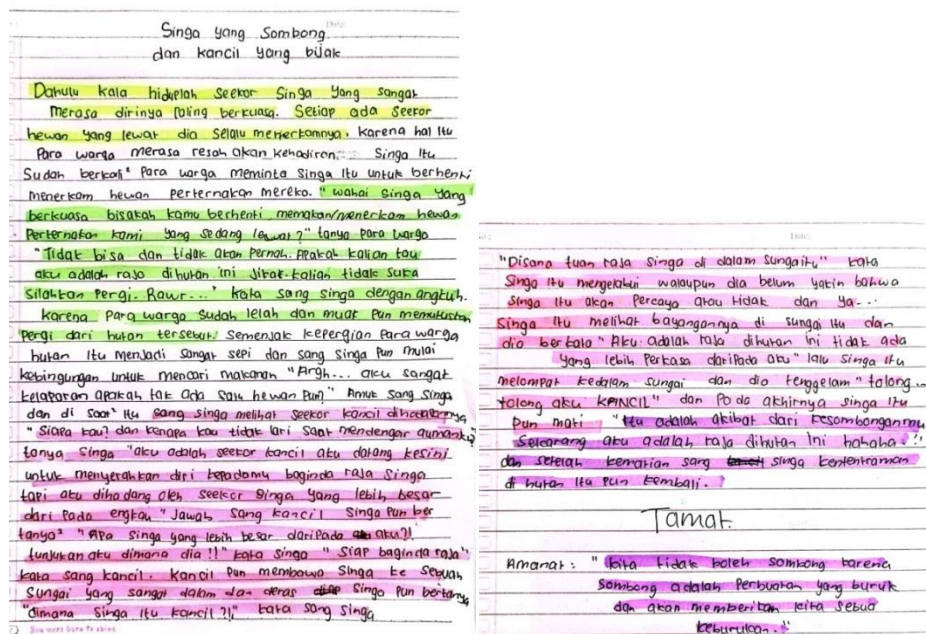 Date:
Singa yang Sombong
dan kancil yang bijak
Dahulu kala hiduplah seekor Singa yang sangat
merasa dirinya paling berkuasa. Setiap ada seekor
hewan yang lewat dia selalu menerkamnya. Karena hal itu
Para warga merasa resah akan kehadiran Singa itu
Sudah berkali² Para warga meminta Singa itu untuk berhenti
menerkam hewan perternakan mereka. "wahai Singa yang
berkuasa bisakah kamu berhenti memakan/menerkam hewan
Perternakan kami yang sedang lewat?" tanya para warga
"Tidak bisa dan tidak akan pernah. Apakah kalian tau
aku adalah raja dihutan ini Jikak kalian tidak suka
silahkan pergi. Rawr..." kata sang singa dengan angkuh.
karena para warga sudah lelah dan muak pun memutuskan
Pergi dari hutan tersebut. Semenjak kepergian Para warga
hutan itu menjadi sangat sepi dan sang singa pun mulai
kebingungan untuk mencari makanan "Argh... aku sangat
kelaparan apakah tak ada satu hewan pun?" Amuk sang singa
dan di saat² itu sang singa melihat seekor kancil dihadapannya
"Siapa kau? dan kenapa kau tidak lari saat mendengar aumanku
tanya Singa "aku adalah seekor kancil aku datang kesini
untuk menyerahkan diri kepadamu baginda raja Singa
tapi aku dihadang oleh seekor Singa yang lebih besar
dari pada engkau" Jawab sang kancil Singa pun ber
tanya² "Apa singa yang lebih besar daripada aku?!
tunjukan aku dimana dia!!" kata singa "Siap baginda raja"
kata sang kancil. kancil pun membawa Singa ke sebuah
Sungai yang sangat dalam dan deras Singa pun bertanya
"dimana singa itu kancil?!!" kata sang singa
You were born to shine
Date:
"Disana tuan raja Singa di dalam Sungai itu" kata
Singa itu mengelabui walaupun dia belum yakin bahwa
singa itu akan percaya atau tidak dan ya...
Singa itu melihat bayangannya di sungai itu dan
dia berkata "Aku adalah raja dihutan ini tidak ada
yang lebih perkasa daripada aku" lalu Singa itu
melompat kedalam sungai dan dia tenggelam "tolong...
tolong aku KANCIL" dan Pada akhirnya singa itu
Pun mati "Itu adalah akibat dari kesombonganmu
Sekarang aku adalah raja dihutan ini hahaha.!!"
dan setelah kematian sang singa kententraman
di hutan itu pun kembali.
Tamat.
Amanat: "kita tidak boleh sombong karena
Sombong adalah Perbuatan yang buruk
dan akan memberikan kita sebua
keburukan."